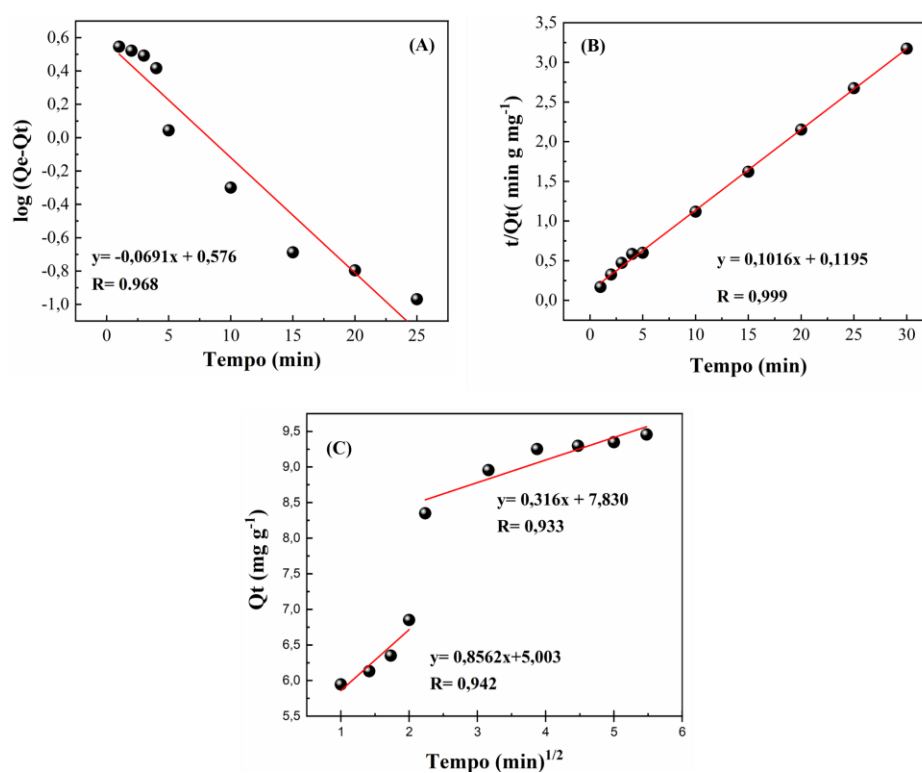 (A)
log (Qe-Qt)
0,6
0,4
0,2
0,0
-0,2
-0,4
-0,6
-0,8
-1,0
y= -0,0691x + 0,576
R= 0.968
0 5 10 15 20 25
Tempo (min)
(B)
t/Qt( min g mg⁻¹)
3,5
3,0
2,5
2,0
1,5
1,0
0,5
0,0
y = 0,1016x + 0,1195
R = 0,999
0 5 10 15 20 25 30
Tempo (min)
(C)
Qt (mg g⁻¹)
9,5
9,0
8,5
8,0
7,5
7,0
6,5
6,0
5,5
y= 0,316x + 7,830
R= 0,933
y= 0,8562x+5,003
R= 0,942
1 2 3 4 5 6
Tempo (min)¹/²